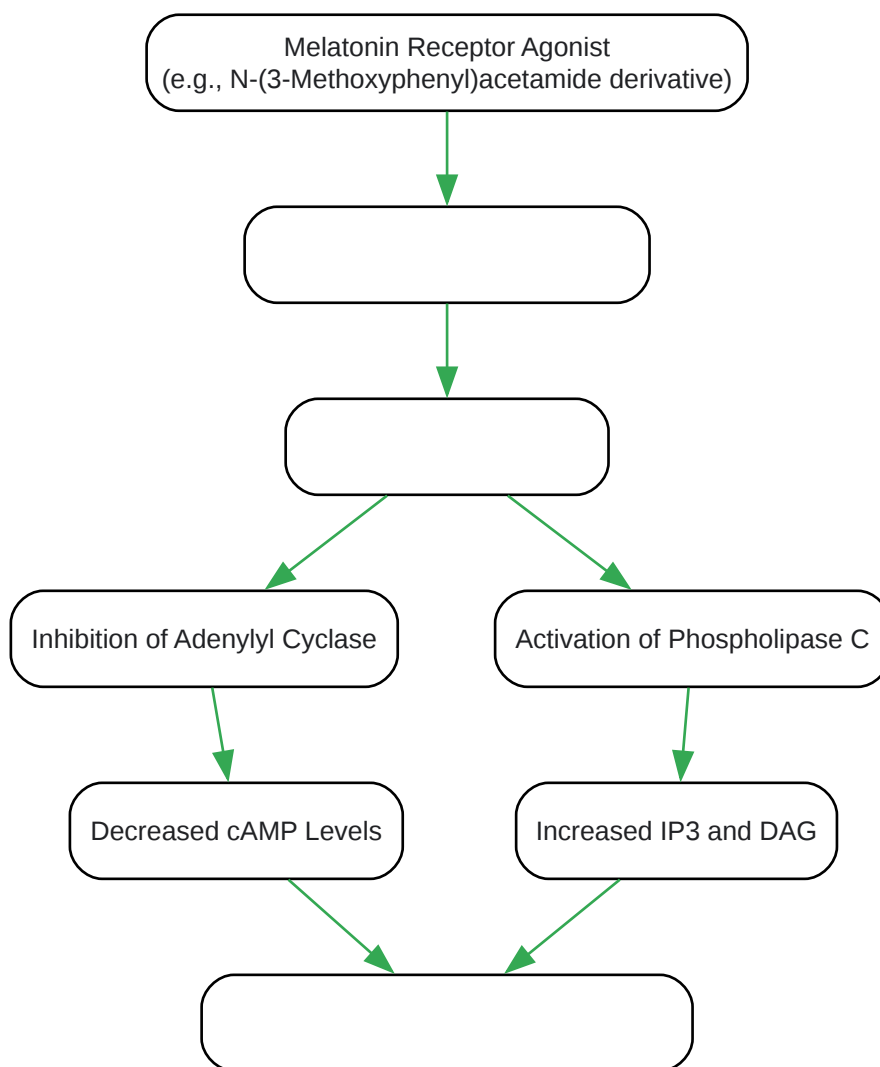 Melatonin Receptor Agonist
(e.g., N-(3-Methoxyphenyl)acetamide derivative)
Inhibition of Adenylyl Cyclase
Activation of Phospholipase C
Decreased cAMP Levels
Increased IP3 and DAG